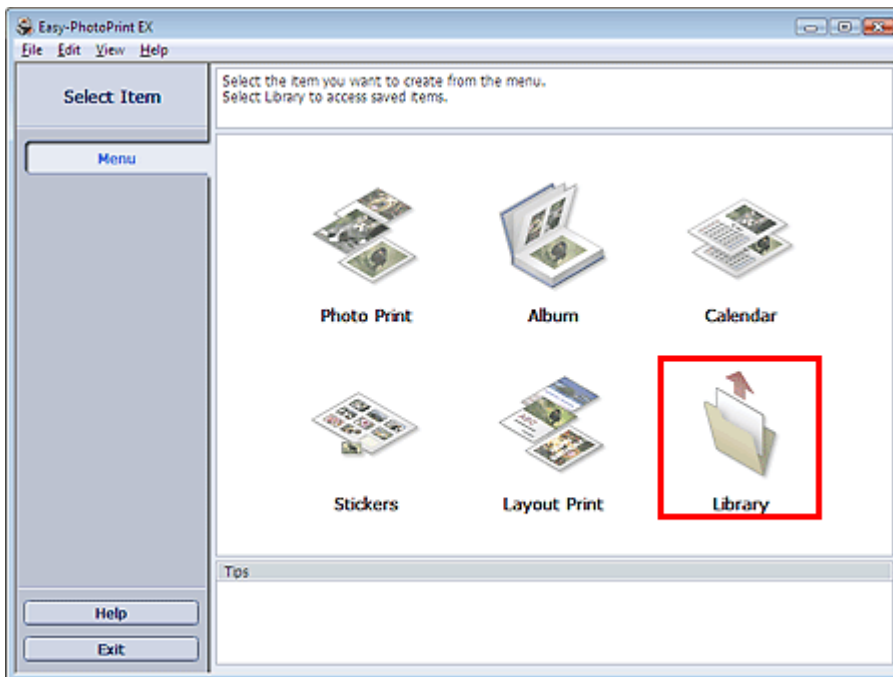 Easy-PhotoPrint EX
File Edit View Help
Select Item
Select the item you want to create from the menu.
Select Library to access saved items.
Menu
Photo Print
Album
Calendar
Stickers
Layout Print
Library
Tips
Help
Exit